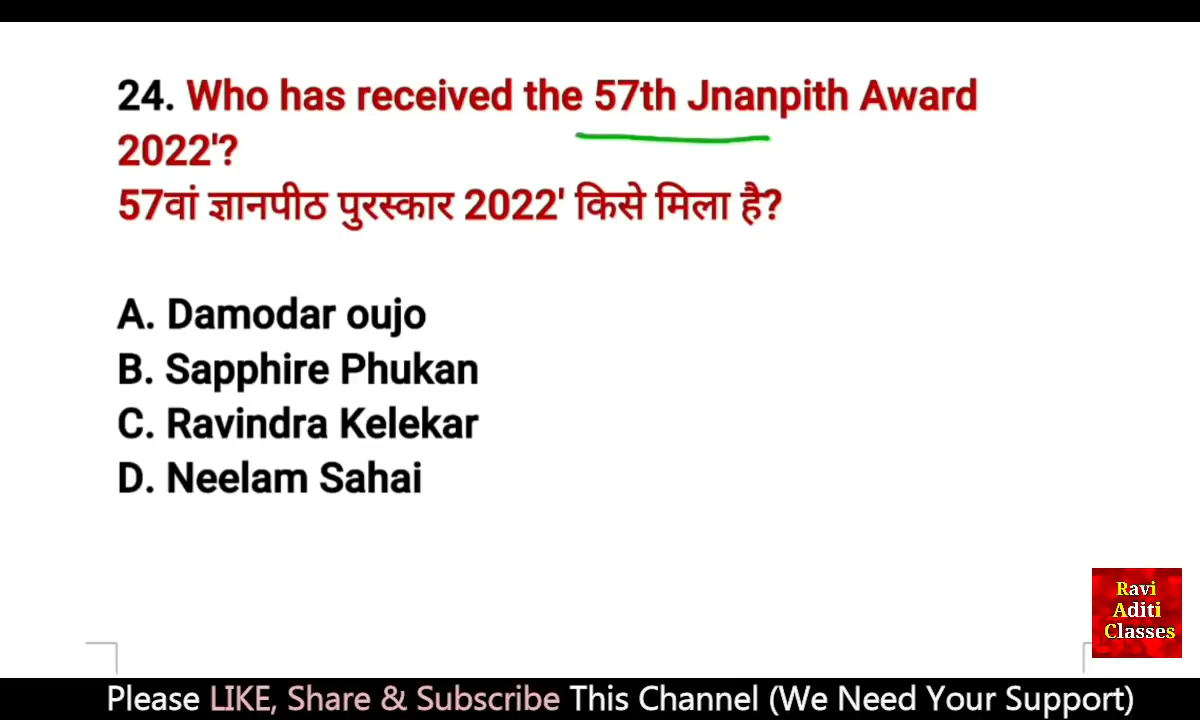 24. Who has received the 57th Jnanpith Award
2022'?
57वां ज्ञानपीठ पुरस्कार 2022' किसे मिला है?
A. Damodar oujo
B. Sapphire Phukan
C. Ravindra Kelekar
D. Neelam Sahai
Ravi
Aditi
Classes
Please LIKE, Share & Subscribe This Channel (We Need Your Support)